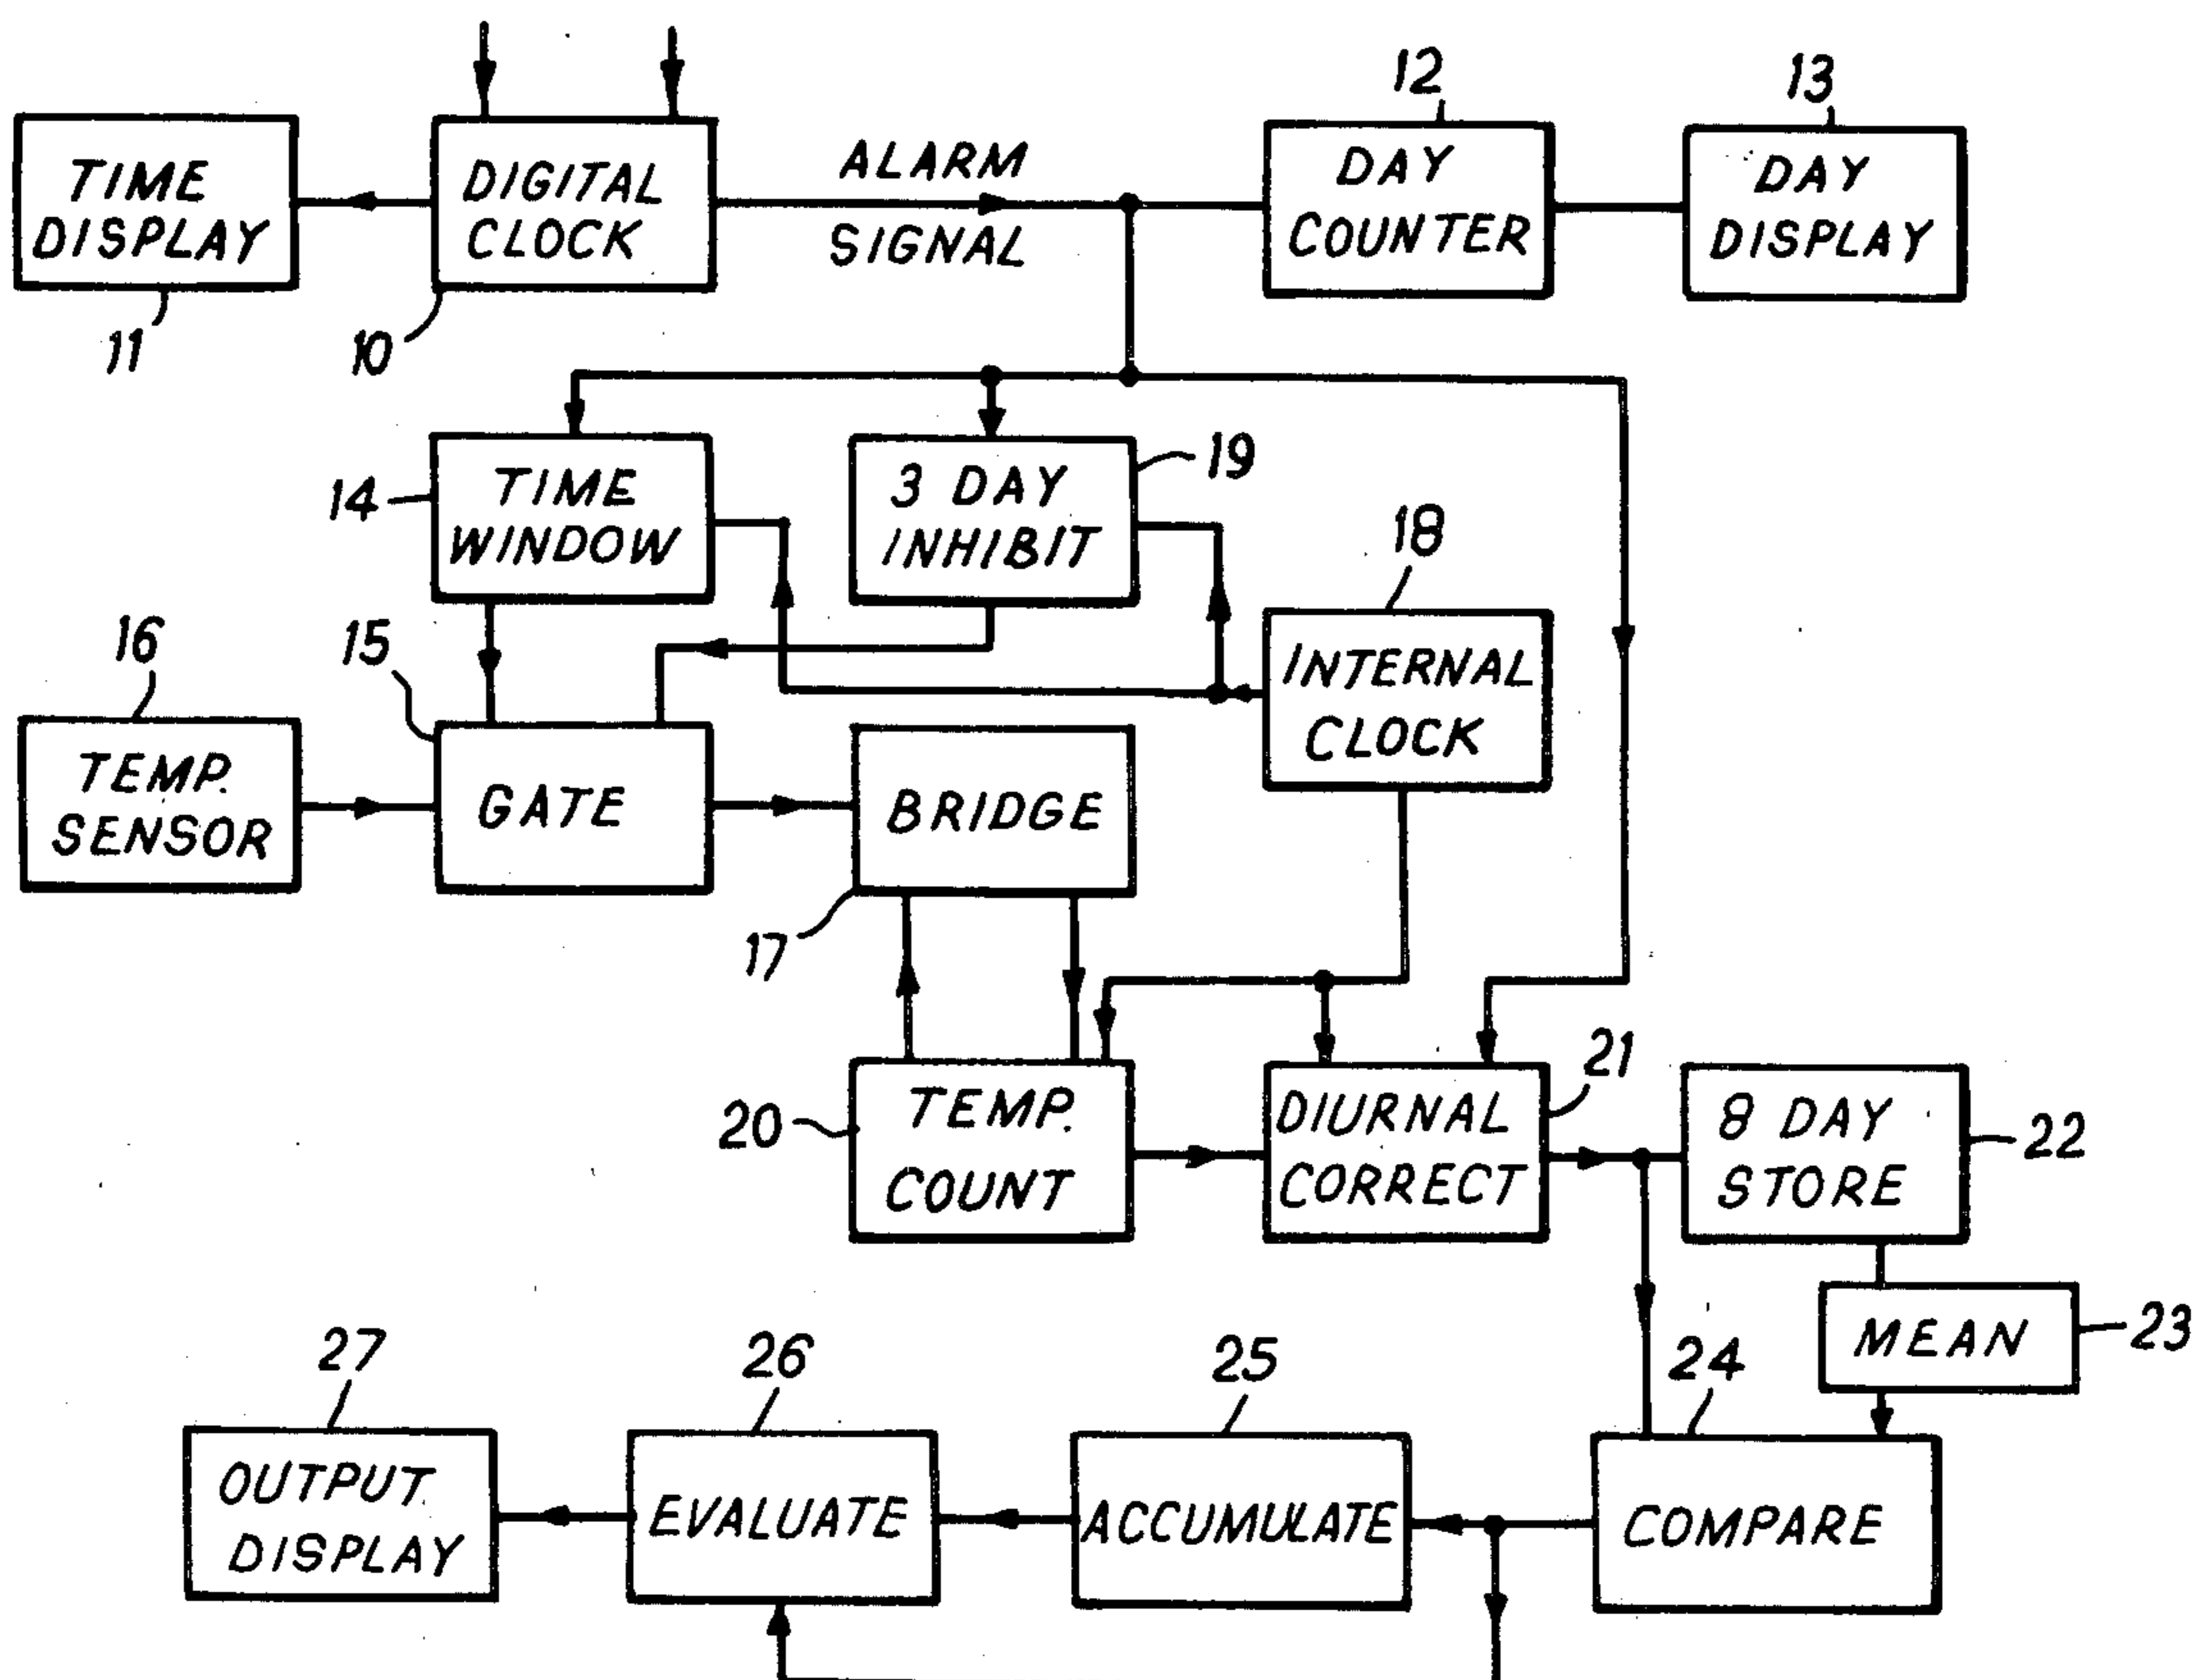 12
13
TIME
DISPLAY
DIGITAL
CLOCK
ALARM
SIGNAL
DAY
COUNTER
DAY
DISPLAY
11
10
TIME
WINDOW
14
3 DAY
INHIBIT
19
18
INTERNAL
CLOCK
16
15
TEMP.
SENSOR
GATE
BRIDGE
17
20
TEMP.
COUNT
DIURNAL
CORRECT
21
8 DAY
STORE
22
MEAN
23
27
26
25
24
OUTPUT
DISPLAY
EVALUATE
ACCUMULATE
COMPARE